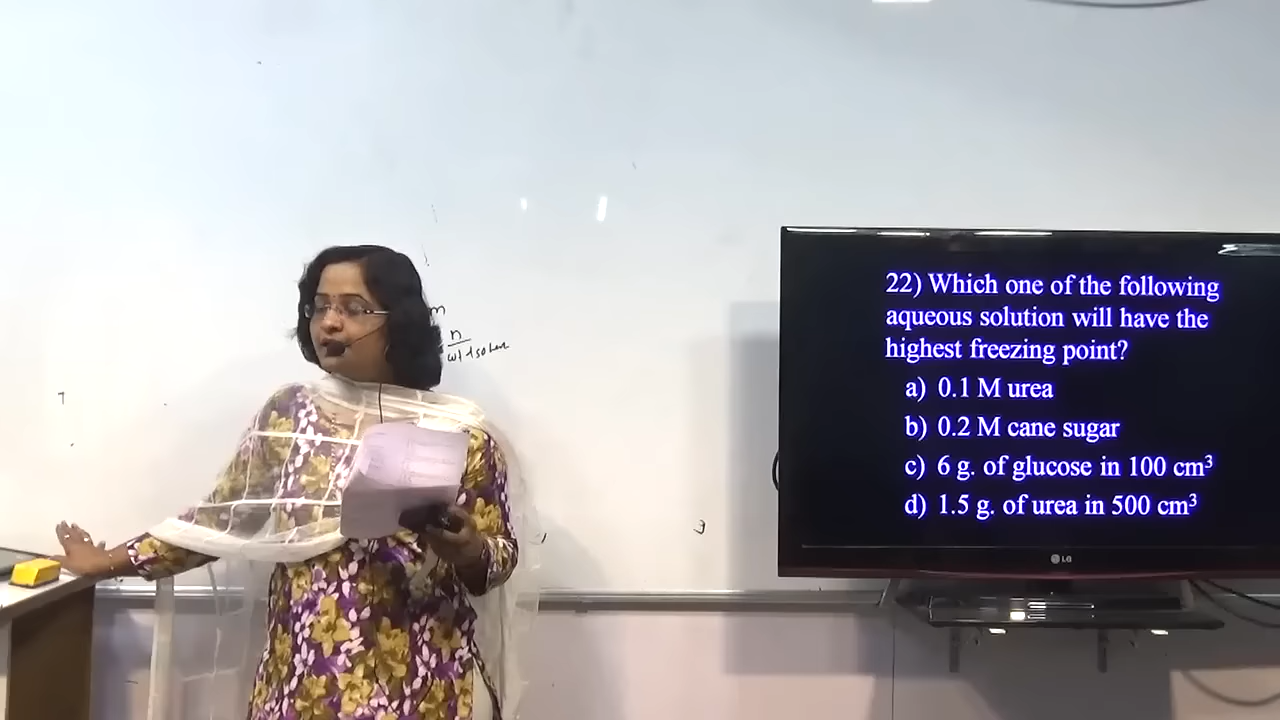 m
n
22) Which one of the following
aqueous solution will have the
highest freezing point?
a) 0.1 M urea
b) 0.2 M cane sugar
c) 6 g. of glucose in 100 cm³
d) 1.5 g. of urea in 500 cm³
LG